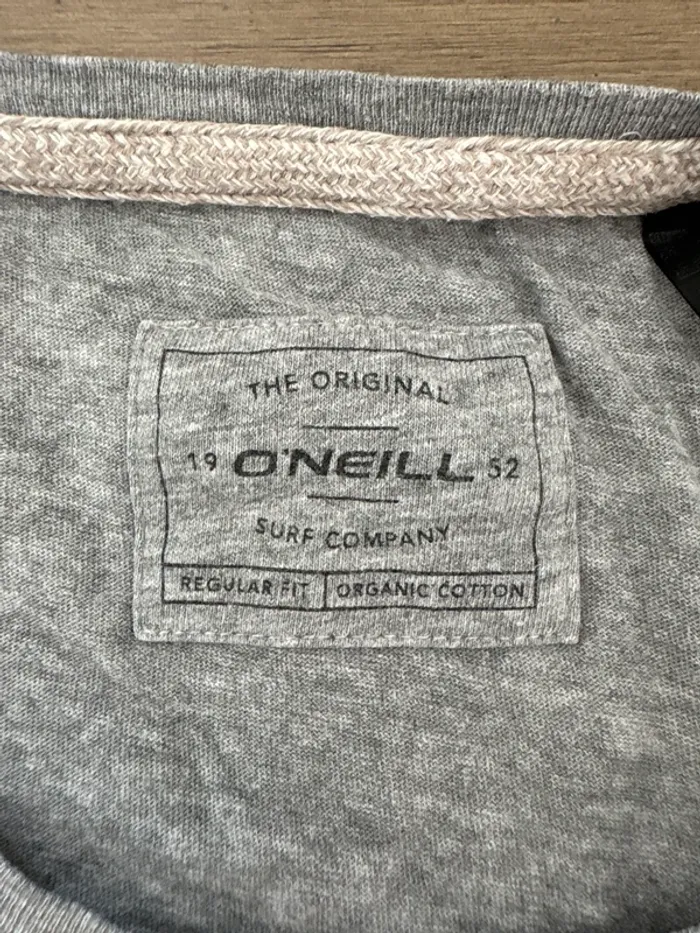 THE ORIGINAL
19 O'NEILL 52
SURF COMPANY
REGULAR FIT ORGANIC COTTON